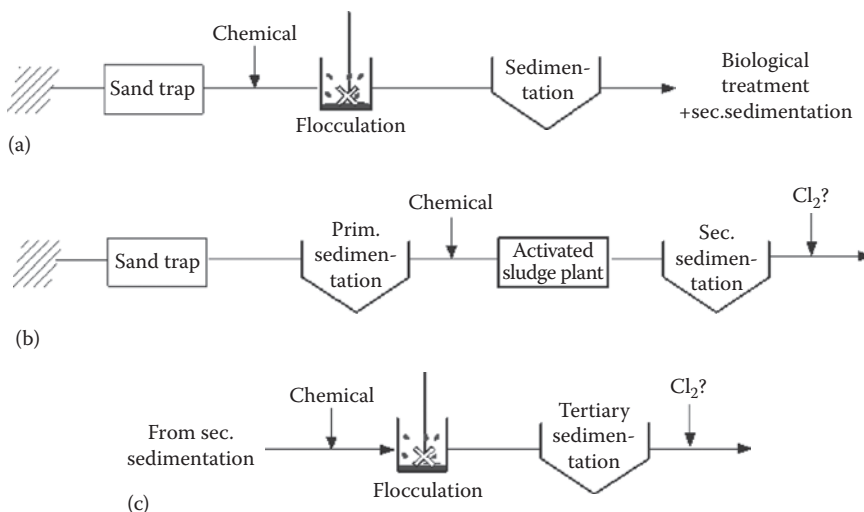 Chemical
Sand trap
Flocculation
Sedimen-
tation
Biological
treatment
+sec.sedimentation
(a)
Sand trap
Prim.
sedimen-
tation
Chemical
Activated
sludge plant
Sec.
sedimen-
tation
Cl₂?
(b)
From sec.
sedimentation
Chemical
Flocculation
Tertiary
sedimen-
tation
Cl₂?
(c)